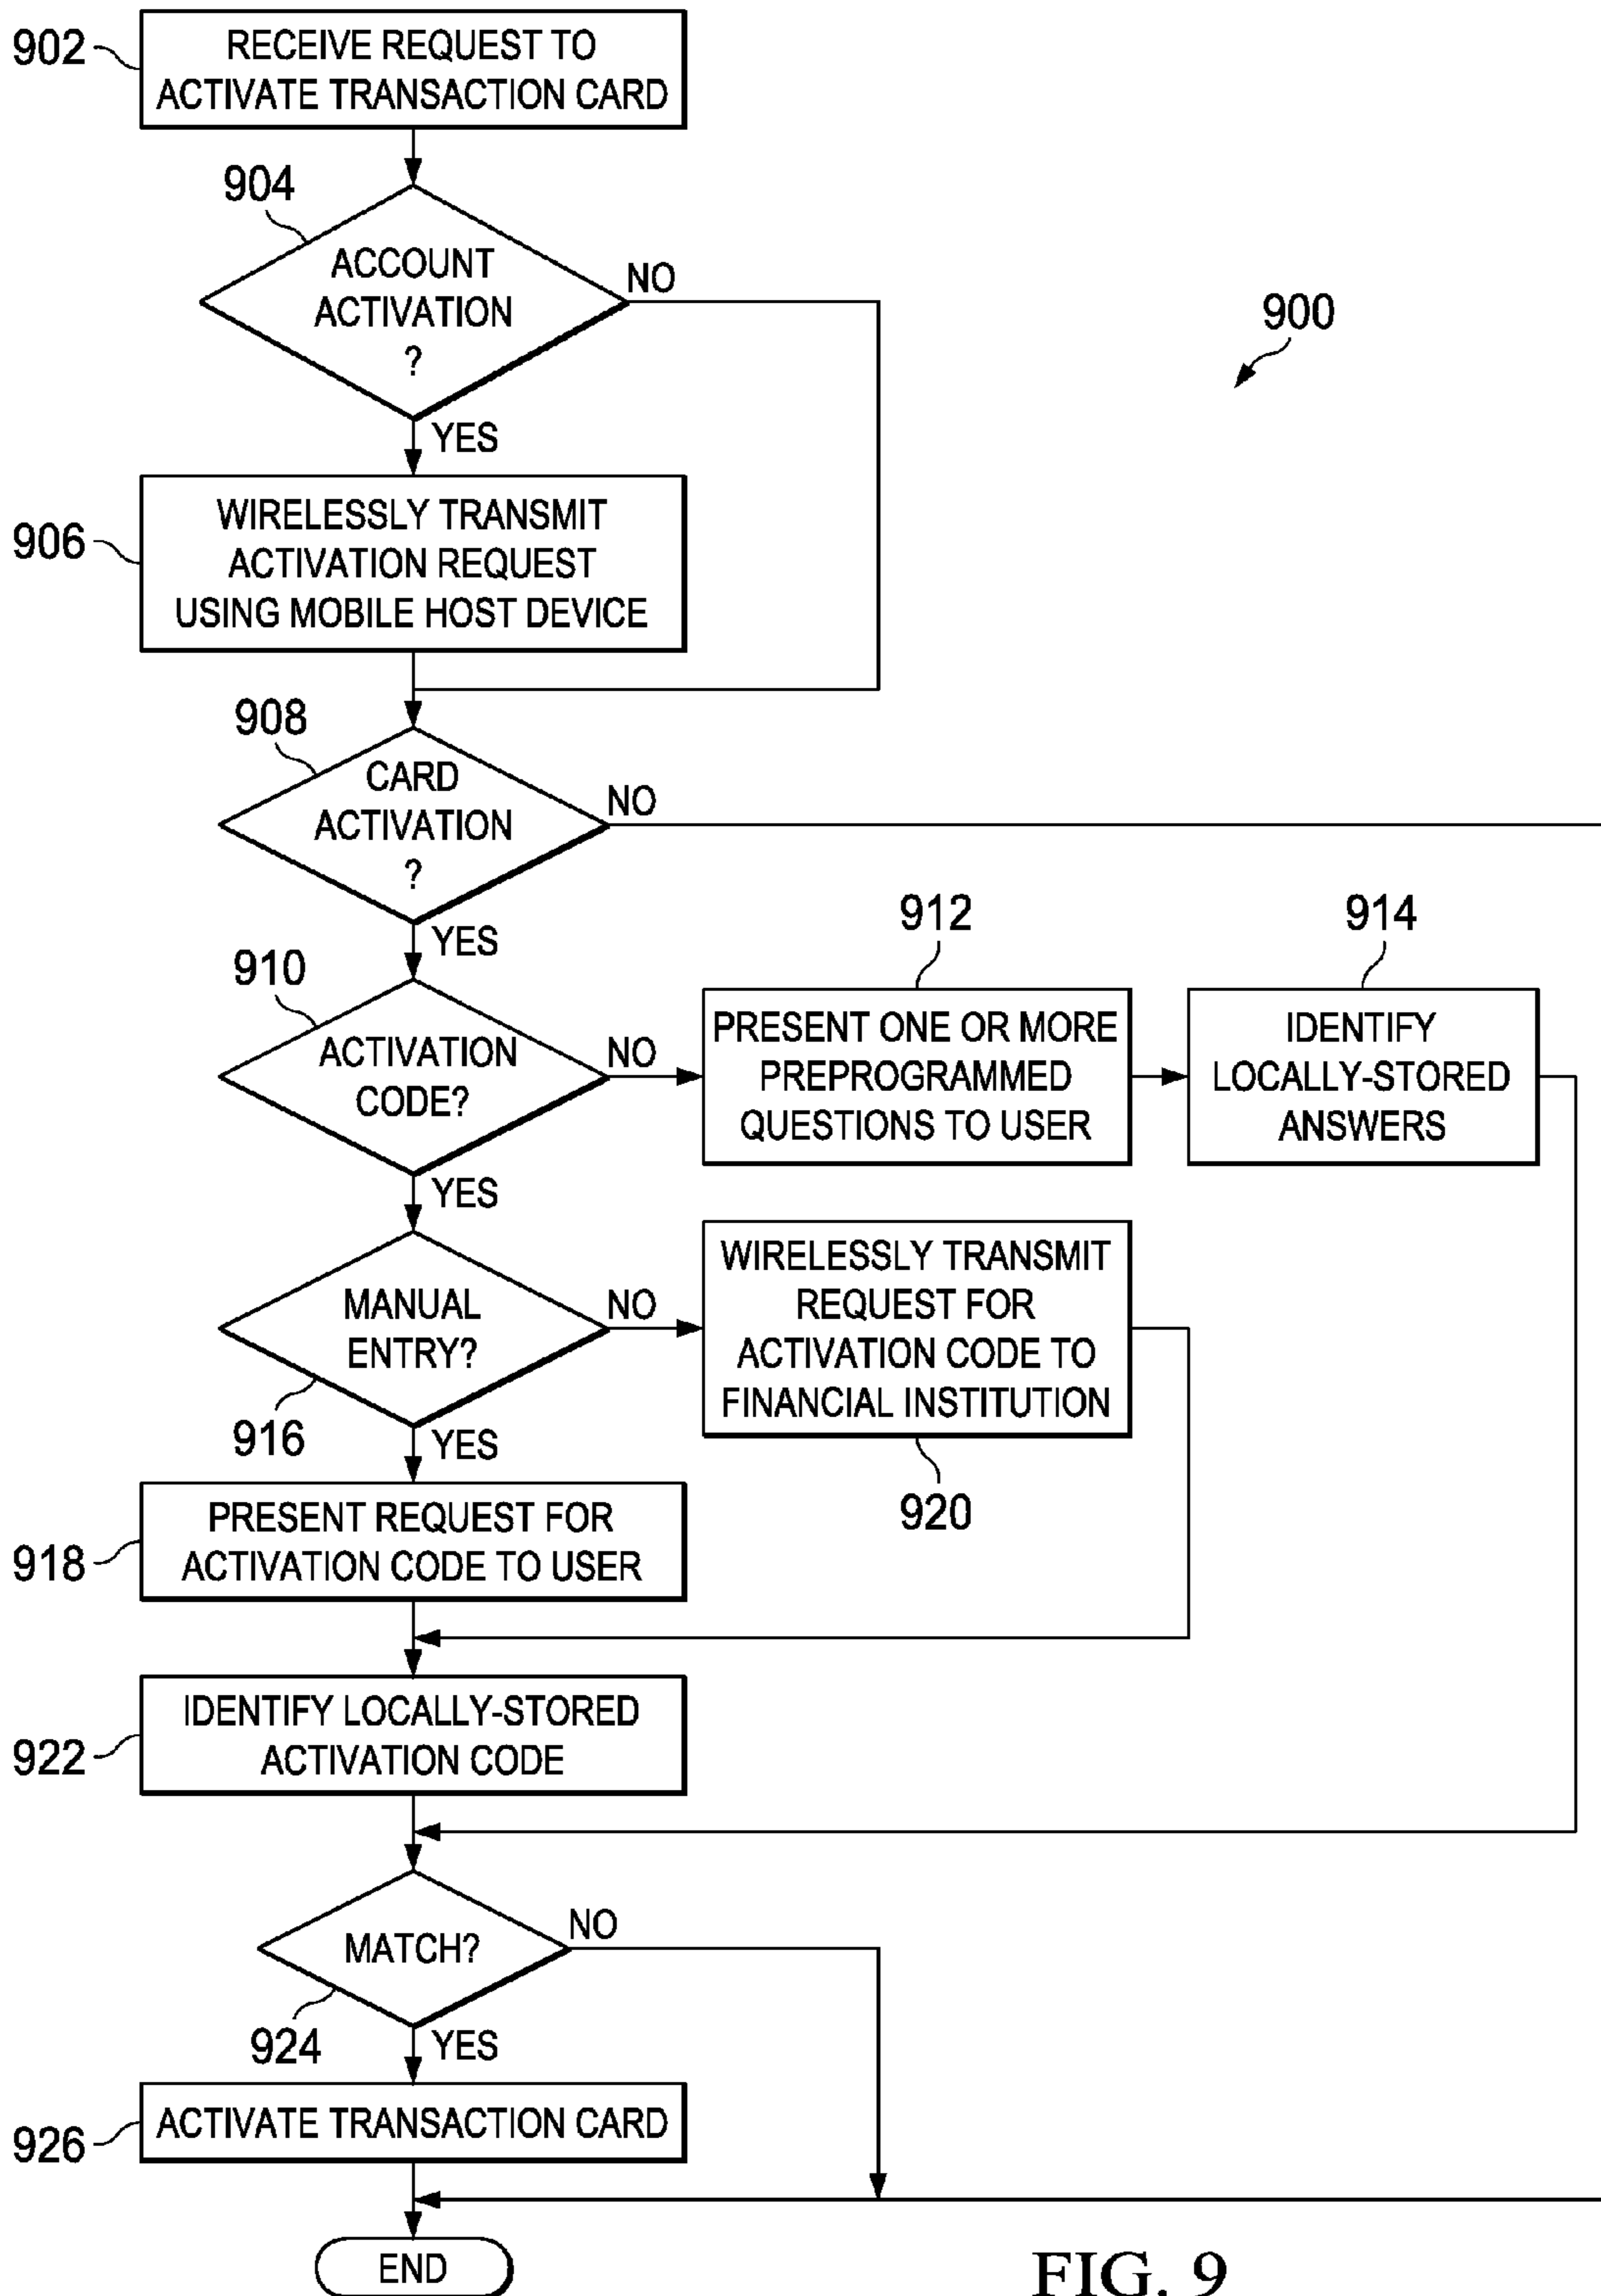 902
RECEIVE REQUEST TO
ACTIVATE TRANSACTION CARD
904
ACCOUNT
ACTIVATION
?
NO
YES
900
906
WIRELESSLY TRANSMIT
ACTIVATION REQUEST
USING MOBILE HOST DEVICE
908
CARD
ACTIVATION
?
NO
YES
910
ACTIVATION
CODE?
NO
YES
912
PRESENT ONE OR MORE
PREPROGRAMMED
QUESTIONS TO USER
914
IDENTIFY
LOCALLY-STORED
ANSWERS
MANUAL
ENTRY?
916
NO
YES
WIRELESSLY TRANSMIT
REQUEST FOR
ACTIVATION CODE TO
FINANCIAL INSTITUTION
920
918
PRESENT REQUEST FOR
ACTIVATION CODE TO USER
922
IDENTIFY LOCALLY-STORED
ACTIVATION CODE
MATCH?
NO
924
YES
926
ACTIVATE TRANSACTION CARD
END
FIG. 9